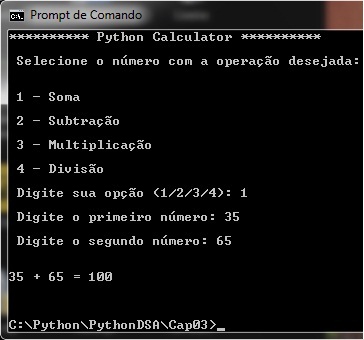 Prompt de Comando
********** Python Calculator **********
Selecione o número com a operação desejada:
1 - Soma
2 - Subtração
3 - Multiplicação
4 - Divisão
Digite sua opção (1/2/3/4): 1
Digite o primeiro número: 35
Digite o segundo número: 65
35 + 65 = 100
C:\Python\PythonDSA\Cap03>_